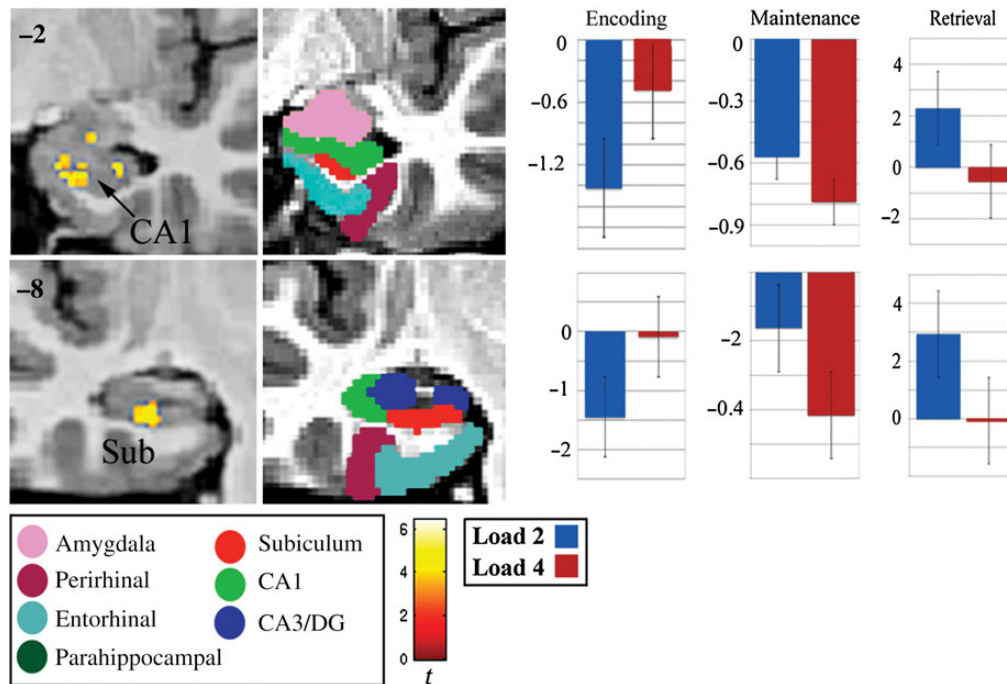 Encoding
Maintenance
Retrieval
–2
CA1
0
–0.6
–1.2
0
–0.3
–0.6
–0.9
4
2
0
–2
–8
Sub
0
–1
–2
–2
–0.4
4
2
0
Amygdala
Perirhinal
Entorhinal
Parahippocampal
Subiculum
CA1
CA3/DG
6
4
2
0
t
Load 2
Load 4